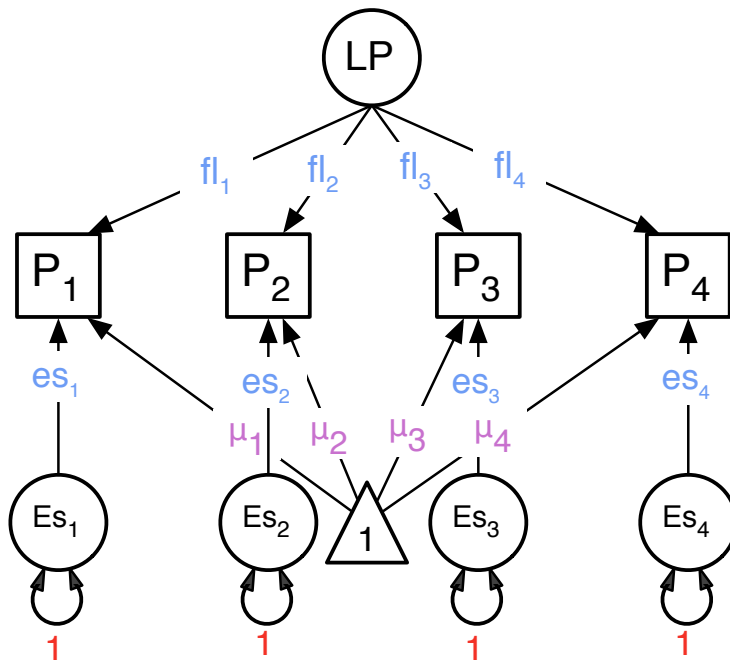 LP
fl₁ fl₂ fl₃ fl₄
P₁ P₂ P₃ P₄
es₁ es₂ es₃ es₄
μ₁ μ₂ μ₃ μ₄
Es₁ Es₂ 1 Es₃ Es₄
1 1 1 1